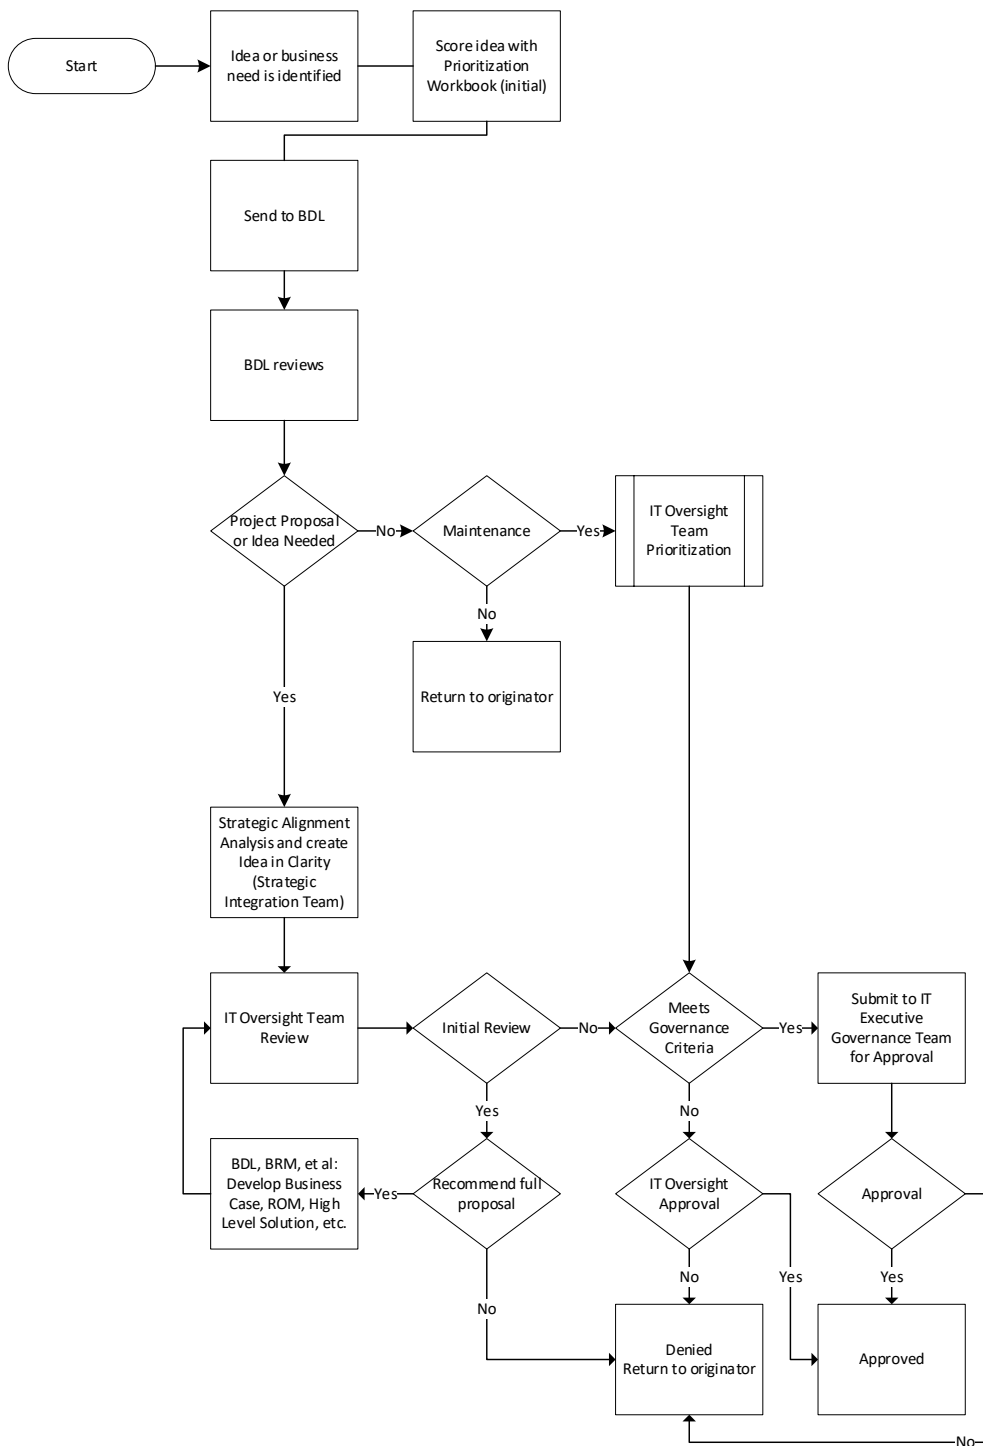 Start
Idea or business
need is identified
Score idea with
Prioritization
Workbook (initial)
Send to BDL
BDL reviews
Project Proposal
or Idea Needed
No
Maintenance
Yes
IT Oversight
Team
Prioritization
No
Return to originator
Yes
Strategic Alignment
Analysis and create
Idea in Clarity
(Strategic
Integration Team)
IT Oversight Team
Review
Initial Review
No
Meets
Governance
Criteria
Yes
Submit to IT
Executive
Governance Team
for Approval
Yes
No
BDL, BRM, et al:
Develop Business
Case, ROM, High
Level Solution, etc.
Yes
Recommend full
proposal
IT Oversight
Approval
Approval
No
No
Yes
Yes
Denied
Return to originator
Approved
No